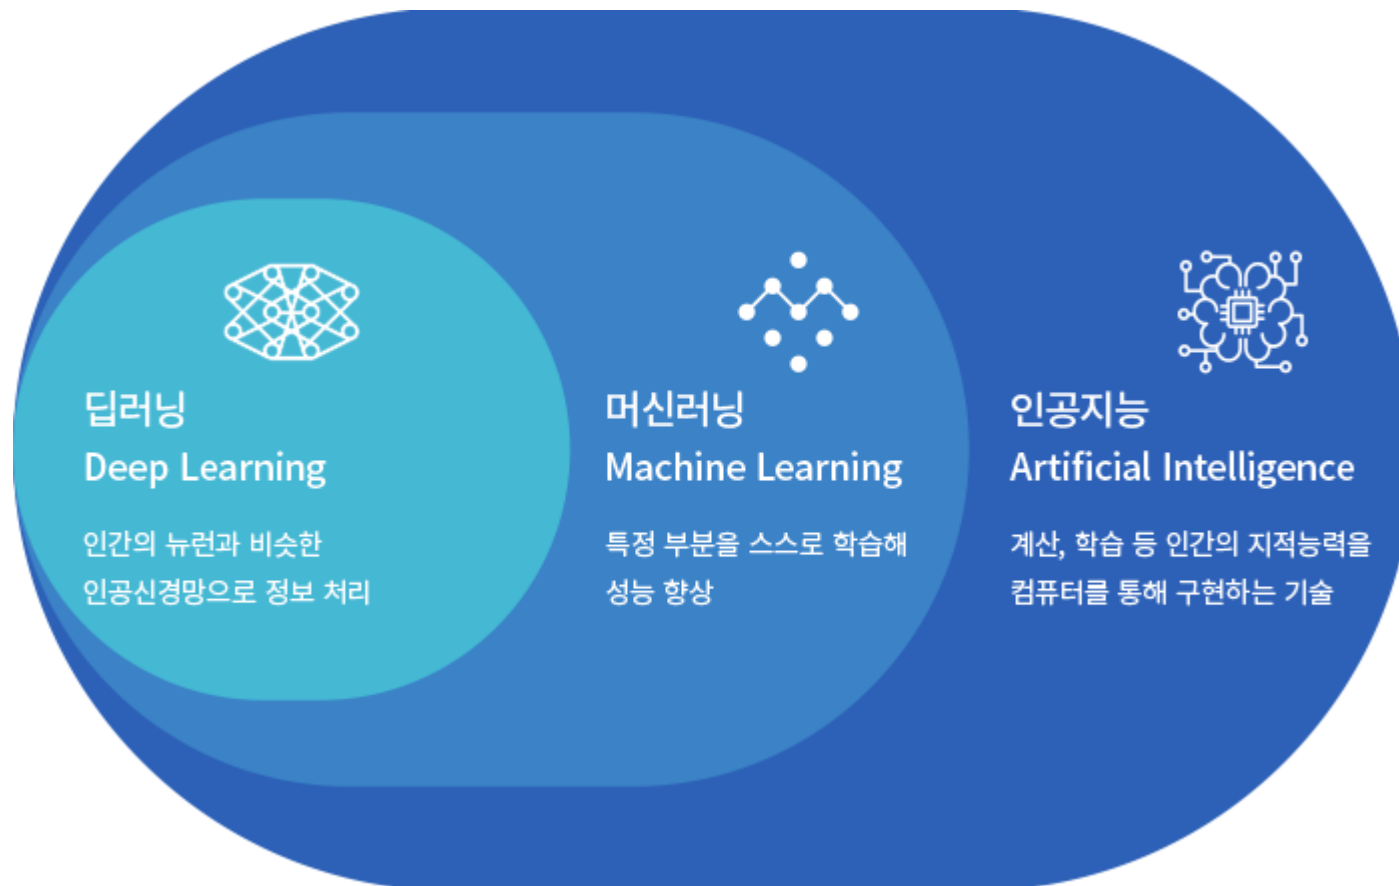 딥러닝
Deep Learning
인간의 뉴런과 비슷한
인공신경망으로 정보 처리
머신러닝
Machine Learning
특정 부분을 스스로 학습해
성능 향상
인공지능
Artificial Intelligence
계산, 학습 등 인간의 지적능력을
컴퓨터를 통해 구현하는 기술